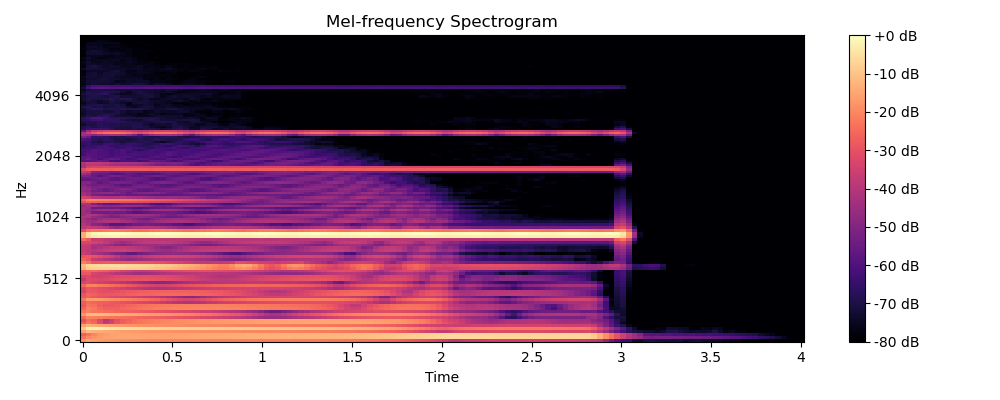 Mel-frequency Spectrogram
+0 dB
-10 dB
-20 dB
-30 dB
-40 dB
-50 dB
-60 dB
-70 dB
-80 dB
4096
2048
1024
512
0
Hz
0 0.5 1 1.5 2 2.5 3 3.5 4
Time